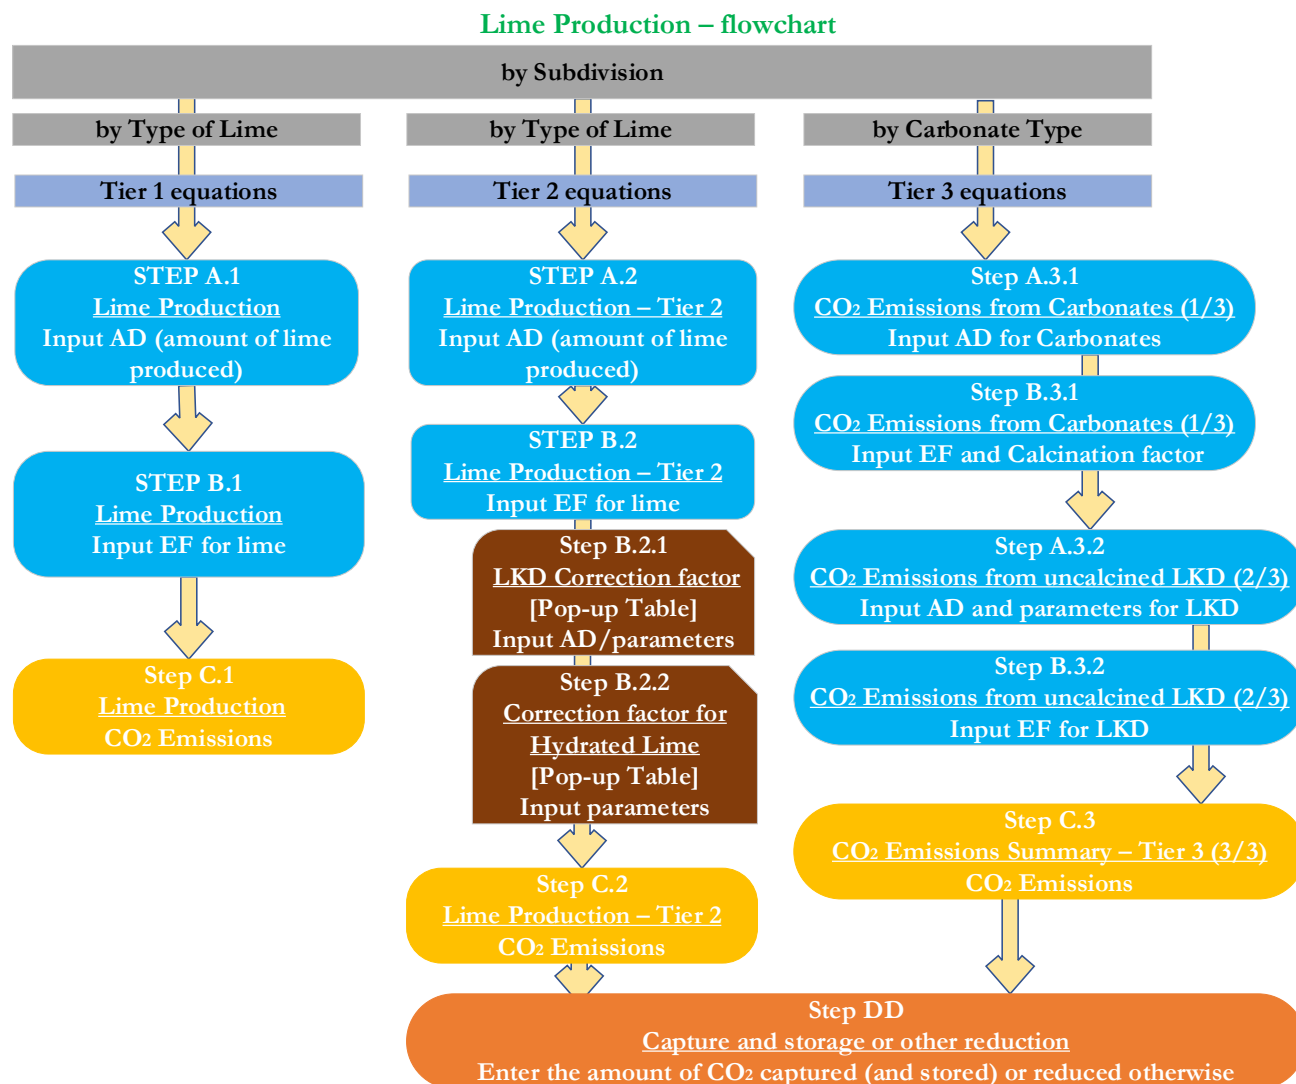 Lime Production – flowchart
by Subdivision
by Type of Lime
Tier 1 equations
STEP A.1
Lime Production
Input AD (amount of lime
produced)
STEP B.1
Lime Production
Input EF for lime
Step C.1
Lime Production
CO2 Emissions
by Type of Lime
Tier 2 equations
STEP A.2
Lime Production – Tier 2
Input AD (amount of lime
produced)
STEP B.2
Lime Production – Tier 2
Input EF for lime
Step B.2.1
LKD Correction factor
[Pop-up Table]
Input AD/parameters
Step B.2.2
Correction factor for
Hydrated Lime
[Pop-up Table]
Input parameters
Step C.2
Lime Production – Tier 2
CO2 Emissions
by Carbonate Type
Tier 3 equations
Step A.3.1
CO2 Emissions from Carbonates (1/3)
Input AD for Carbonates
Step B.3.1
CO2 Emissions from Carbonates (1/3)
Input EF and Calcination factor
Step A.3.2
CO2 Emissions from uncalcined LKD (2/3)
Input AD and parameters for LKD
Step B.3.2
CO2 Emissions from uncalcined LKD (2/3)
Input EF for LKD
Step C.3
CO2 Emissions Summary – Tier 3 (3/3)
CO2 Emissions
Step DD
Capture and storage or other reduction
Enter the amount of CO2 captured (and stored) or reduced otherwise